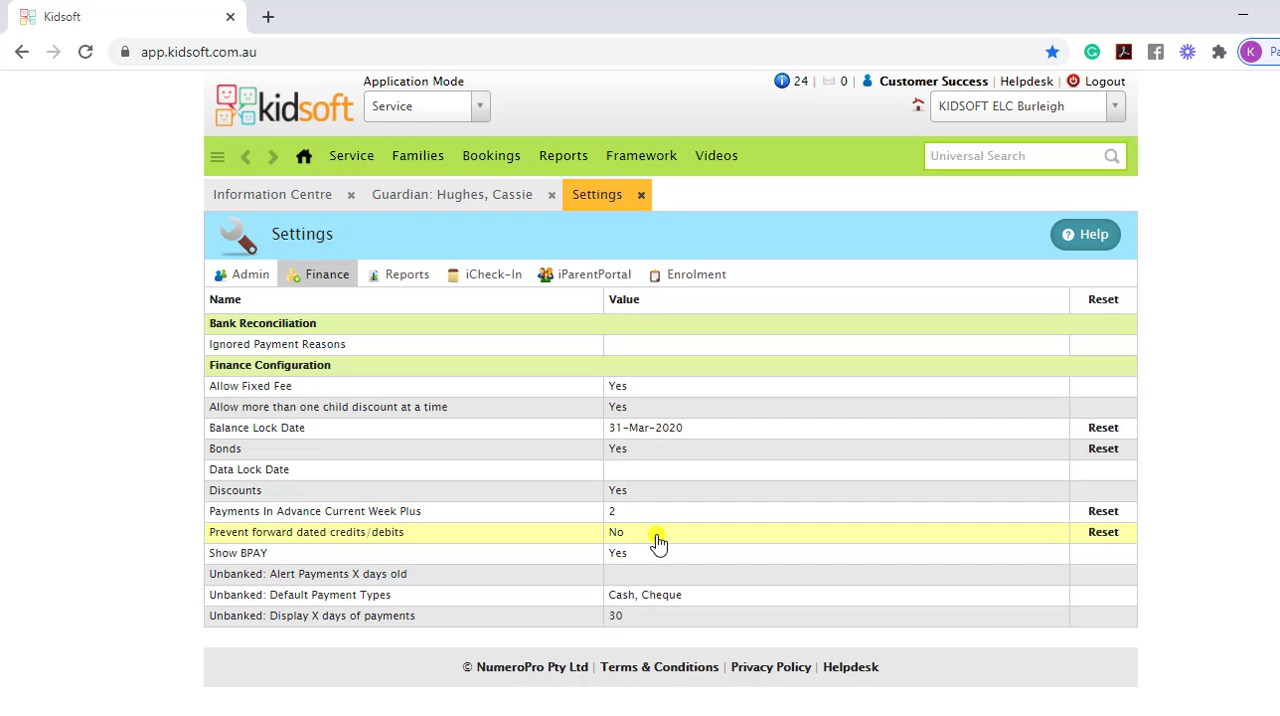 Kidsoft
app.kidsoft.com.au
K
Application Mode
24 | 0 | Customer Success | Helpdesk | Logout
kidsoft
Service
KIDSOFT ELC Burleigh
Service Families Bookings Reports Framework Videos
Universal Search
Information Centre Guardian: Hughes, Cassie Settings
Settings
Help
Admin Finance Reports iCheck-In iParentPortal Enrolment
Name Value Reset
Bank Reconciliation
Ignored Payment Reasons
Finance Configuration
Allow Fixed Fee Yes
Allow more than one child discount at a time Yes
Balance Lock Date 31-Mar-2020 Reset
Bonds Yes Reset
Data Lock Date
Discounts Yes
Payments In Advance Current Week Plus 2 Reset
Prevent forward dated credits/debits No Reset
Show BPAY Yes
Unbanked: Alert Payments X days old
Unbanked: Default Payment Types Cash, Cheque
Unbanked: Display X days of payments 30
© NumeroPro Pty Ltd | Terms & Conditions | Privacy Policy | Helpdesk